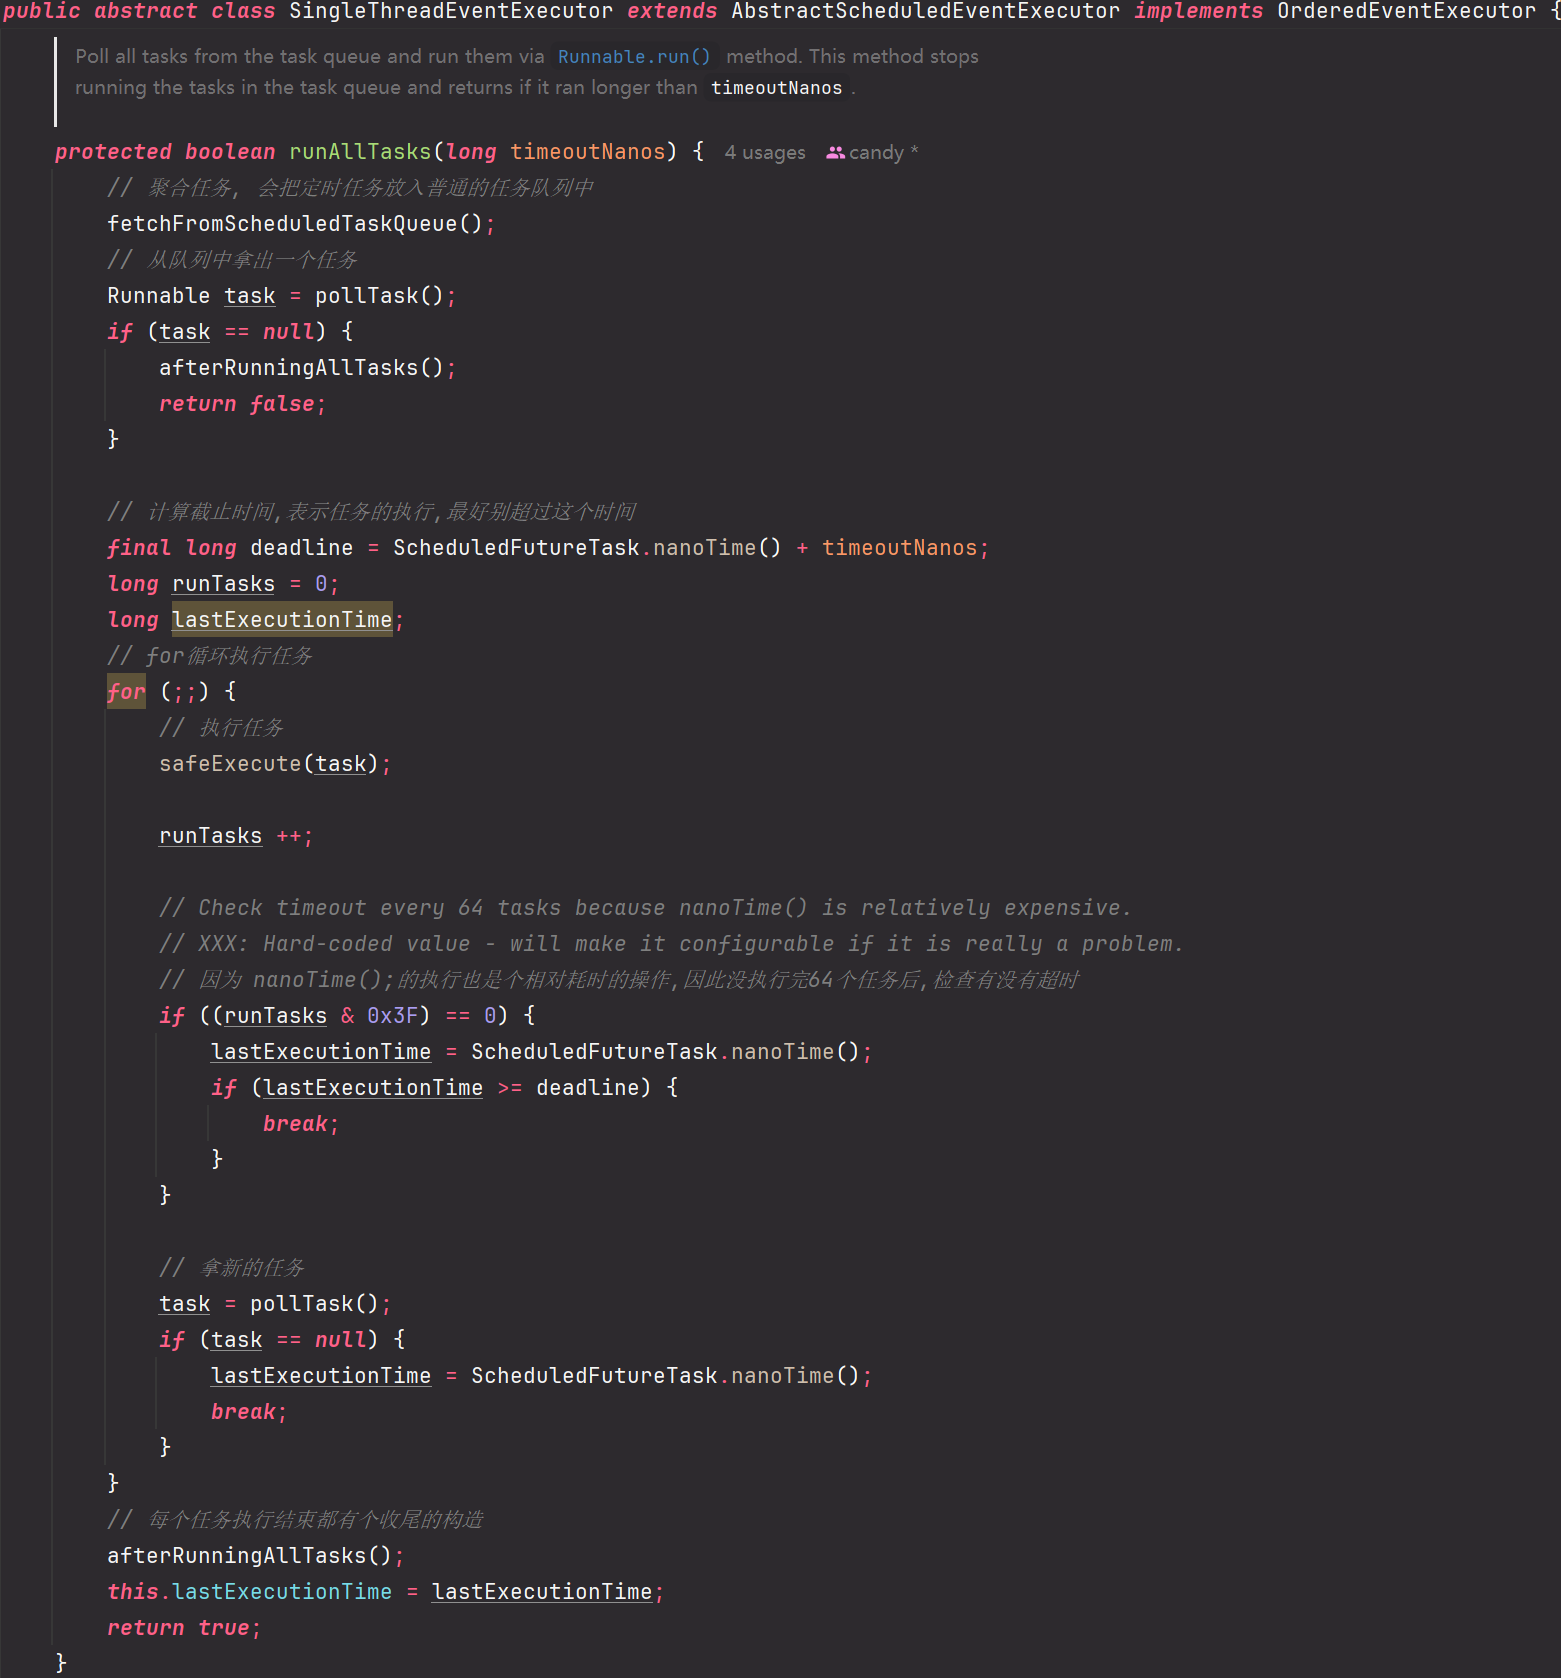 public abstract class SingleThreadEventExecutor extends AbstractScheduledEventExecutor implements OrderedEventExecutor {
Poll all tasks from the task queue and run them via Runnable.run() method. This method stops
running the tasks in the task queue and returns if it ran longer than timeoutNanos .
protected boolean runAllTasks(long timeoutNanos) { 4 usages candy *
// 聚合任务, 会把定时任务放入普通的任务队列中
fetchFromScheduledTaskQueue();
// 从队列中拿出一个任务
Runnable task = pollTask();
if (task == null) {
afterRunningAllTasks();
return false;
}
// 计算截止时间,表示任务的执行,最好别超过这个时间
final long deadline = ScheduledFutureTask.nanoTime() + timeoutNanos;
long runTasks = 0;
long lastExecutionTime;
// for循环执行任务
for (;;) {
// 执行任务
safeExecute(task);
runTasks ++;
// Check timeout every 64 tasks because nanoTime() is relatively expensive.
// XXX: Hard-coded value - will make it configurable if it is really a problem.
// 因为 nanoTime();的执行也是个相对耗时的操作,因此没执行完64个任务后,检查有没有超时
if ((runTasks & 0x3F) == 0) {
lastExecutionTime = ScheduledFutureTask.nanoTime();
if (lastExecutionTime >= deadline) {
break;
}
}
// 拿新的任务
task = pollTask();
if (task == null) {
lastExecutionTime = ScheduledFutureTask.nanoTime();
break;
}
}
// 每个任务执行结束都有个收尾的构造
afterRunningAllTasks();
this.lastExecutionTime = lastExecutionTime;
return true;
}